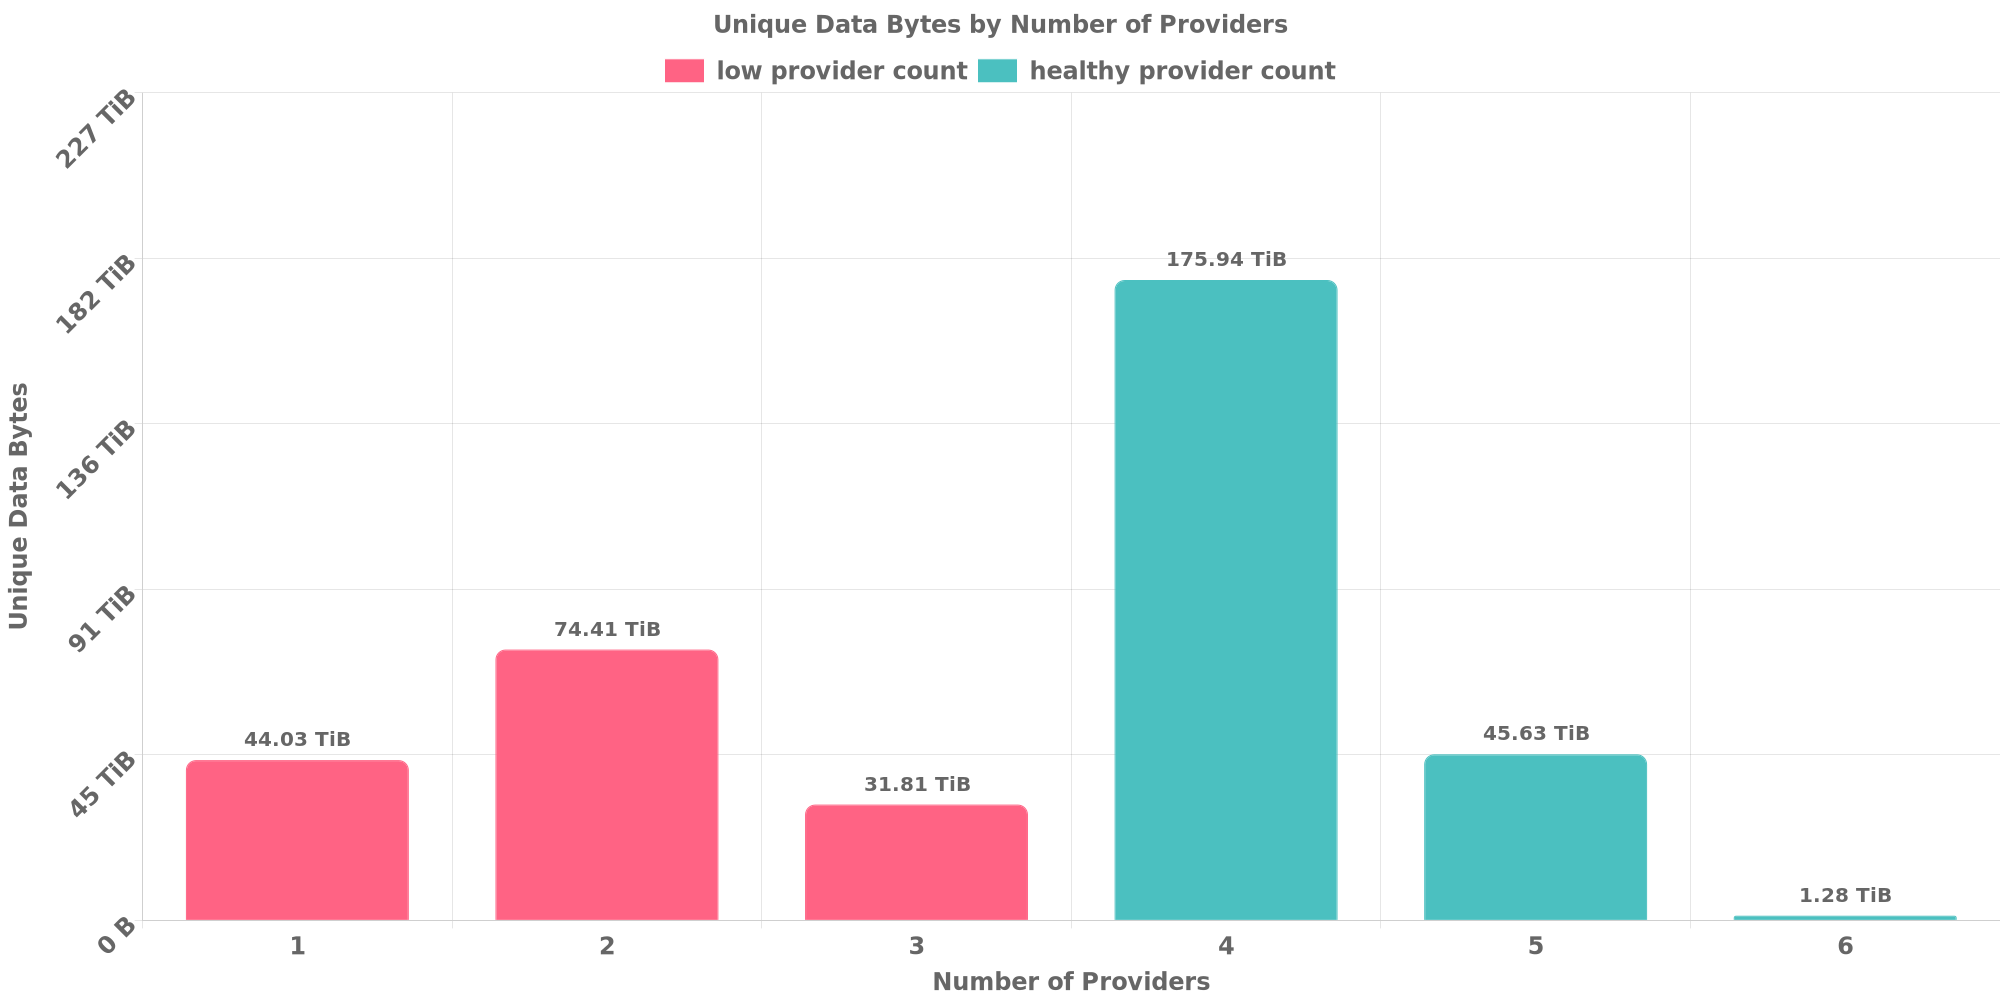 Unique Data Bytes by Number of Providers
low provider count healthy provider count
227 TiB
182 TiB
136 TiB
91 TiB
45 TiB
0 B
Unique Data Bytes
44.03 TiB
74.41 TiB
31.81 TiB
175.94 TiB
45.63 TiB
1.28 TiB
1 2 3 4 5 6
Number of Providers